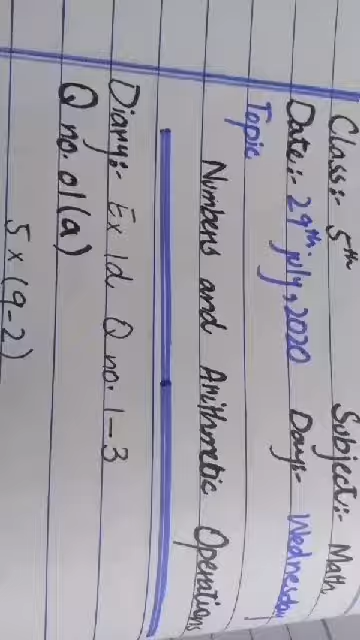 Class:- 5th Subject:- Math
Date:- 29th July, 2020 Day:- Wednesday
Topic
Numbers and Arithmetic Operations
Diary:- Ex 1d Q no. 1-3
Q no. 01(a)
5 x (9-2)